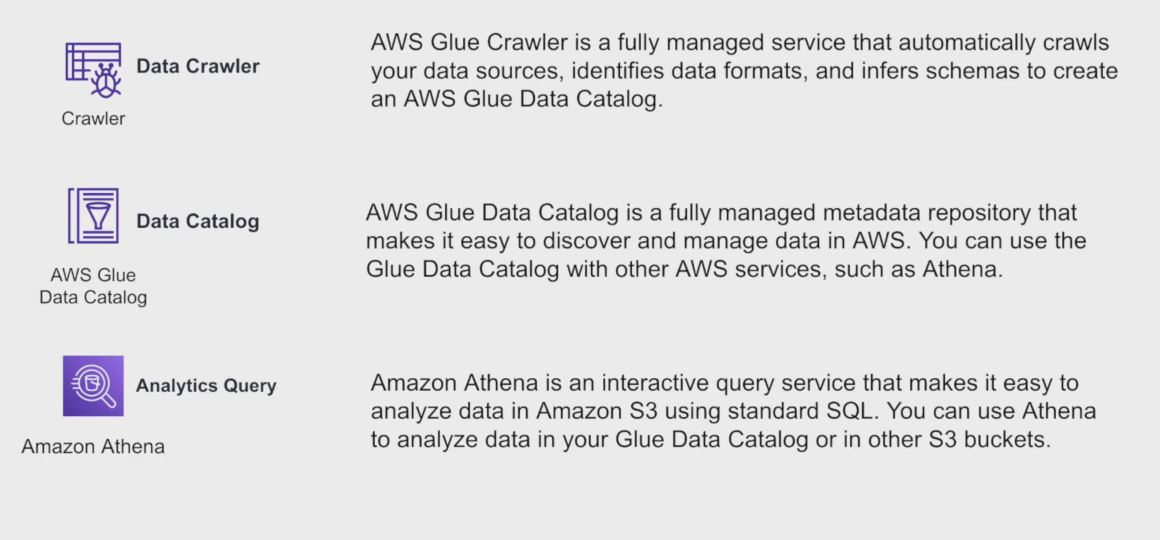 Data Crawler
Crawler
AWS Glue Crawler is a fully managed service that automatically crawls
your data sources, identifies data formats, and infers schemas to create
an AWS Glue Data Catalog.
Data Catalog
AWS Glue
Data Catalog
AWS Glue Data Catalog is a fully managed metadata repository that
makes it easy to discover and manage data in AWS. You can use the
Glue Data Catalog with other AWS services, such as Athena.
Analytics Query
Amazon Athena
Amazon Athena is an interactive query service that makes it easy to
analyze data in Amazon S3 using standard SQL. You can use Athena
to analyze data in your Glue Data Catalog or in other S3 buckets.